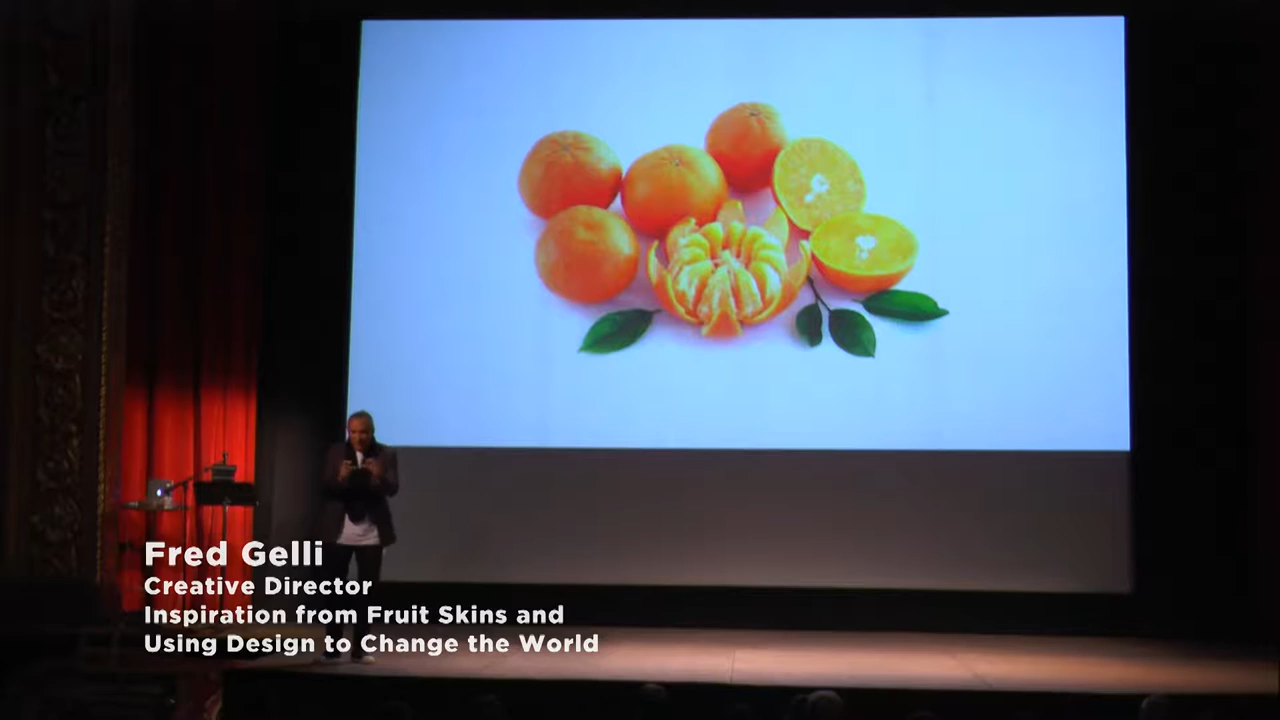 Fred Gelli
Creative Director
Inspiration from Fruit Skins and
Using Design to Change the World